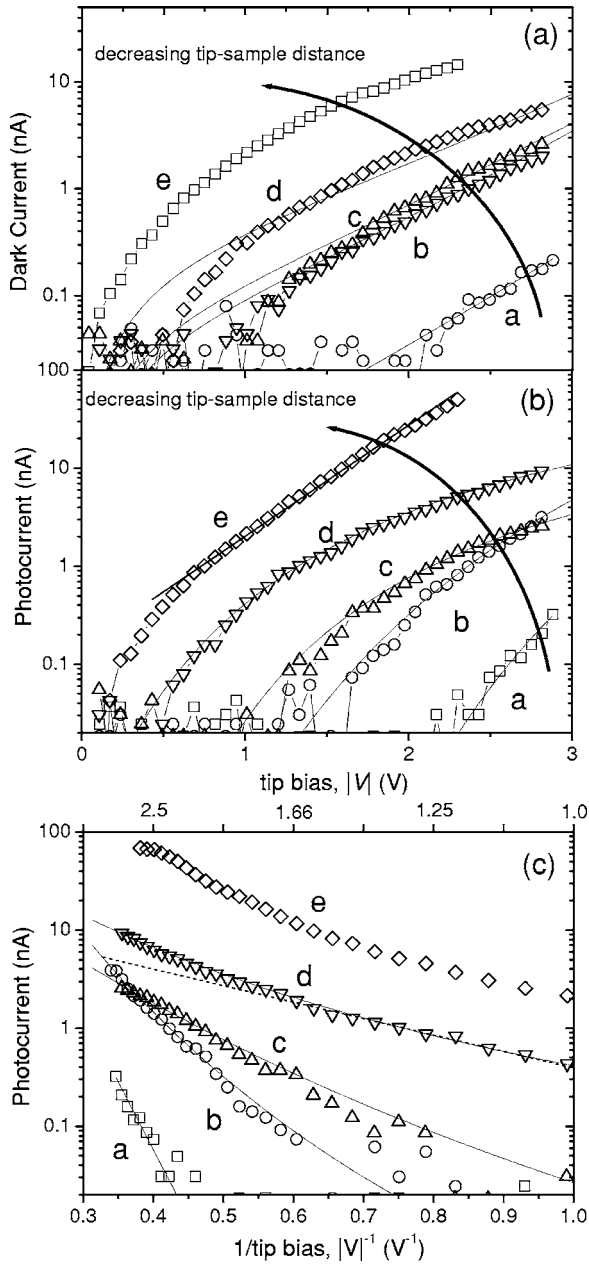 (a)
decreasing tip-sample distance
10
1
0.1
Dark Current (nA)
e
d
c
b
a
100
(b)
decreasing tip-sample distance
10
1
0.1
Photocurrent (nA)
e
d
c
b
a
0 1 2 3
tip bias, |V| (V)
2.5 1.66 1.25 1.0
100
10
1
0.1
Photocurrent (nA)
(c)
e
d
c
b
a
0.3 0.4 0.5 0.6 0.7 0.8 0.9 1.0
1/tip bias, |V|⁻¹ (V⁻¹)